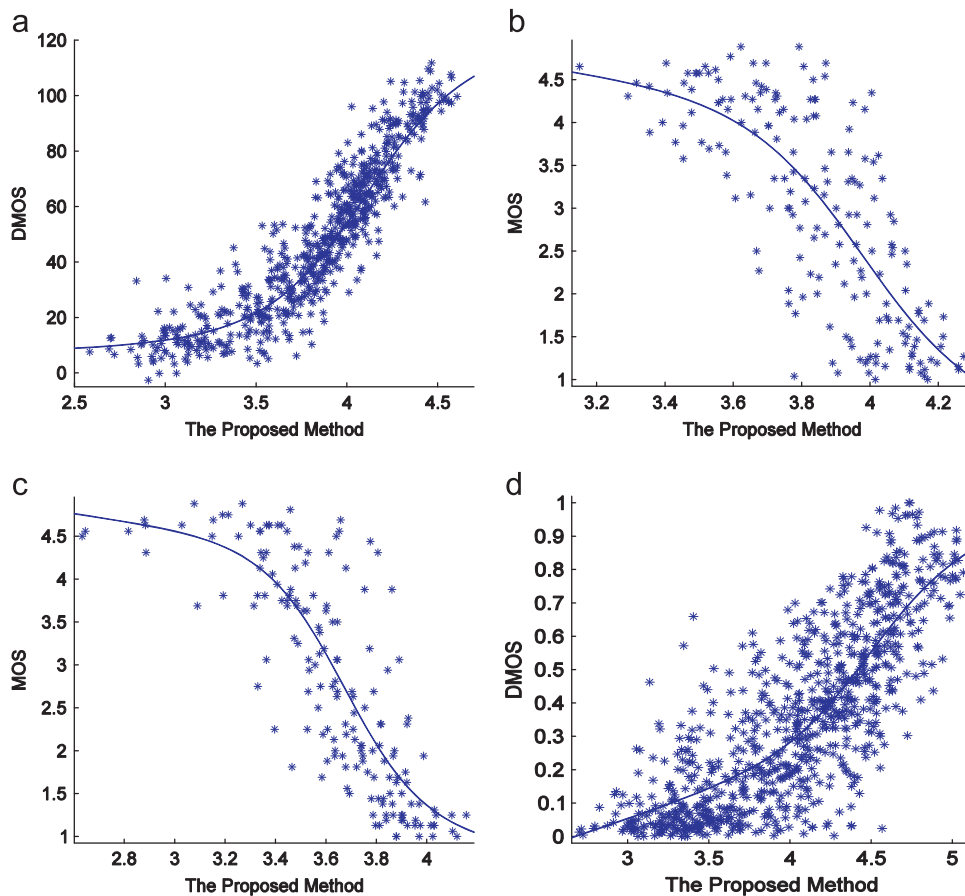 a
120
100
80
60
40
20
0
DMOS
2.5 3 3.5 4 4.5
The Proposed Method
b
4.5
4
3.5
3
2.5
2
1.5
1
MOS
3.2 3.4 3.6 3.8 4 4.2
The Proposed Method
c
4.5
4
3.5
3
2.5
2
1.5
1
MOS
2.8 3 3.2 3.4 3.6 3.8 4
The Proposed Method
d
1
0.9
0.8
0.7
0.6
0.5
0.4
0.3
0.2
0.1
0
DMOS
3 3.5 4 4.5 5
The Proposed Method